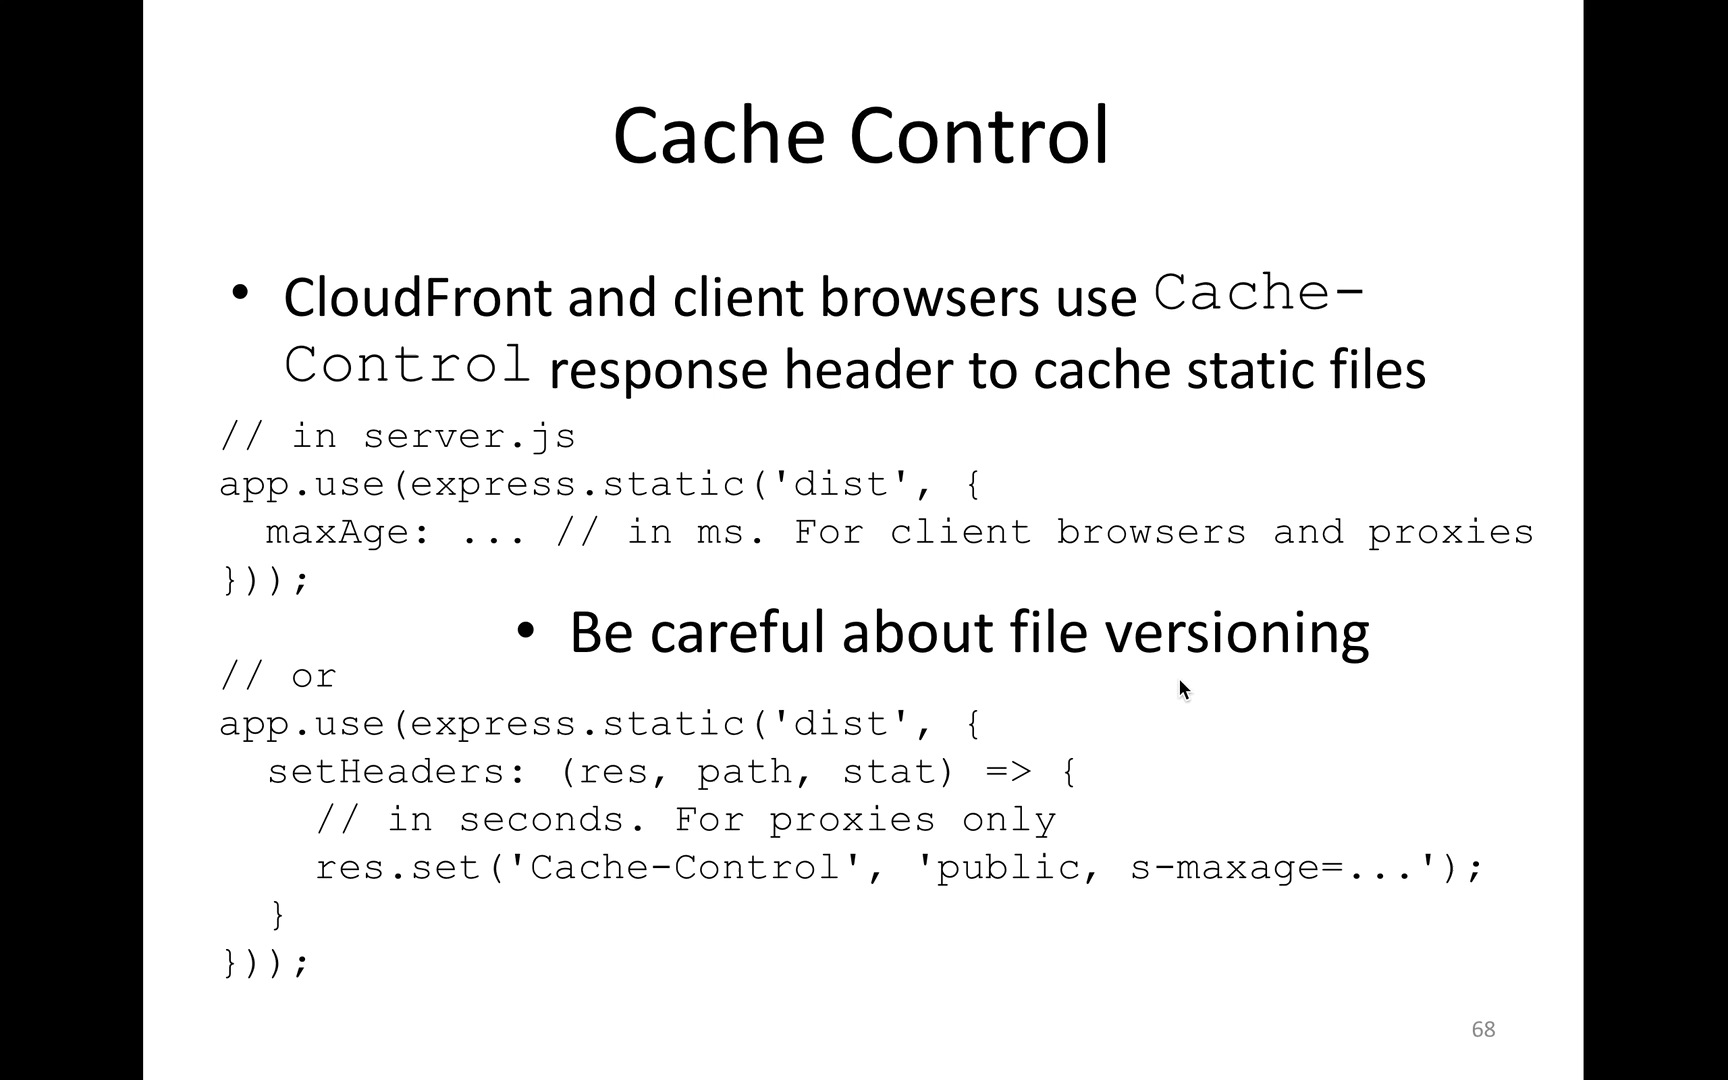 Cache Control
• CloudFront and client browsers use Cache-
Control response header to cache static files
// in server.js
app.use(express.static('dist', {
  maxAge: ... // in ms. For client browsers and proxies
}));
• Be careful about file versioning
// or
app.use(express.static('dist', {
  setHeaders: (res, path, stat) => {
    // in seconds. For proxies only
    res.set('Cache-Control', 'public, s-maxage=...');
  }
}));
68